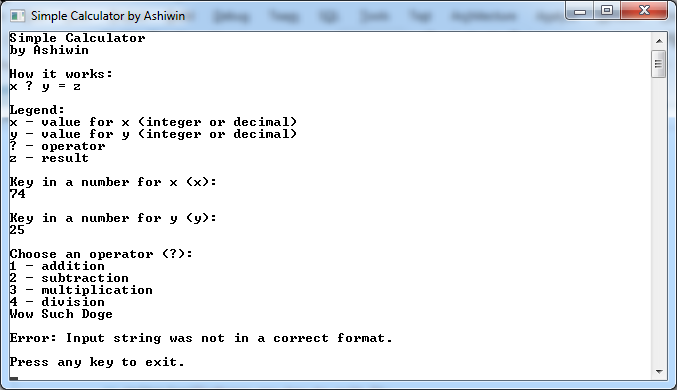 Simple Calculator by Ashiwin
Simple Calculator
by Ashiwin
How it works:
x ? y = z
Legend:
x - value for x (integer or decimal)
y - value for y (integer or decimal)
? - operator
z - result
Key in a number for x (x):
74
Key in a number for y (y):
25
Choose an operator (?):
1 - addition
2 - subtraction
3 - multiplication
4 - division
Wow Such Doge
Error: Input string was not in a correct format.
Press any key to exit.